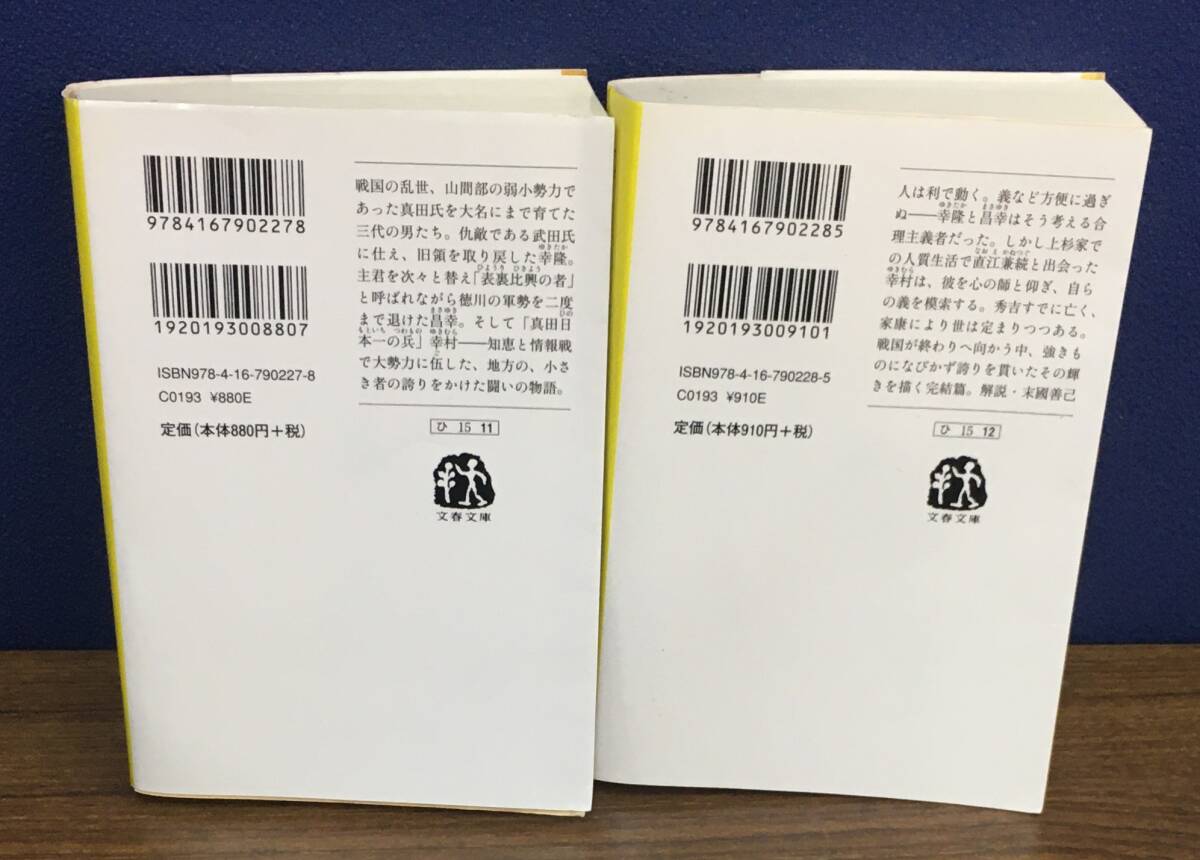 9784167902278
1920193008807
ISBN978-4-16-790227-8
C0193 ¥880E
定価(本体880円+税)
戦国の乱世、山間部の弱小勢力で
あった真田氏を大名にまで育てた
三代の男たち。仇敵である武田氏
に仕え、旧領を取り戻した幸隆。
主君を次々と替え「表裏比興の者」
と呼ばれながら徳川の軍勢を二度
まで退けた昌幸。そして「真田日
本一の兵」幸村――知恵と情報戦
で大勢力に伍した、地方の、小さ
き者の誇りをかけた闘いの物語。
ひ 15 11
文春文庫
9784167902285
1920193009101
ISBN978-4-16-790228-5
C0193 ¥910E
定価(本体910円+税)
人は利で動く。義など方便に過ぎ
ぬ――幸隆と昌幸はそう考える合
理主義者だった。しかし上杉家で
の人質生活で直江兼続と出会った
幸村は、彼を心の師と仰ぎ、自ら
の義を模索する。秀吉すでに亡く、
家康により世は定まりつつある。
戦国が終わりへ向かう中、強きも
のになびかず誇りを貫いたその輝
きを描く完結篇。解説・末國善己
ひ 15 12
文春文庫